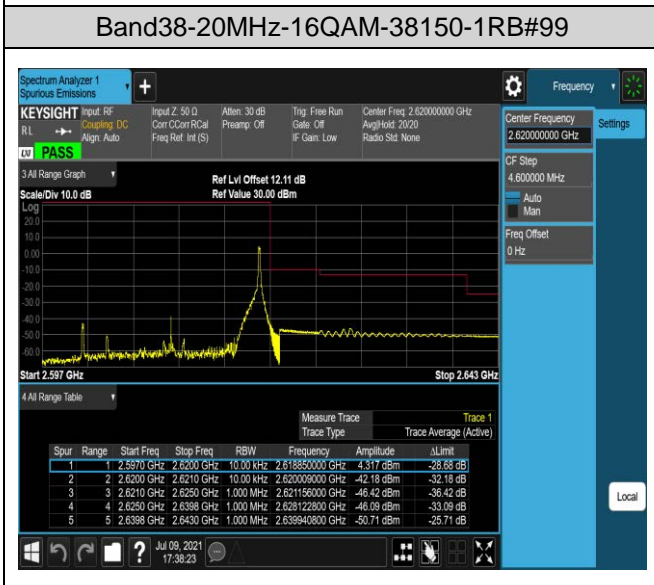 Band38-20MHz-16QAM-38150-1RB#99
Spectrum Analyzer 1
Spurious Emissions
Frequency
KEYSIGHT
RL
Input: RF
Coupling: DC
Align: Auto
Input Z: 50 Ω
Corr CCorr RCal
Freq Ref: Int (S)
Atten: 30 dB
Preamp: Off
Trig: Free Run
Gate: Off
IF Gain: Low
Center Freq: 2.620000000 GHz
Avg|Hold: 20/20
Radio Std: None
LXI PASS
Center Frequency
2.620000000 GHz
Settings
CF Step
4.600000 MHz
Auto
Man
Freq Offset
0 Hz
3 All Range Graph
Ref Lvl Offset 12.11 dB
Scale/Div 10.0 dB
Ref Value 30.00 dBm
Log
20.0
10.0
0.00
-10.0
-20.0
-30.0
-40.0
-50.0
-60.0
Start 2.597 GHz
Stop 2.643 GHz
4 All Range Table
Measure Trace Trace 1
Trace Type Trace Average (Active)
Spur Range Start Freq Stop Freq RBW Frequency Amplitude ΔLimit
1 1 2.5970 GHz 2.6200 GHz 10.00 kHz 2.618850000 GHz 4.317 dBm -28.68 dB
2 2 2.6200 GHz 2.6210 GHz 10.00 kHz 2.620009000 GHz -42.18 dBm -32.18 dB
3 3 2.6210 GHz 2.6250 GHz 1.000 MHz 2.621156000 GHz -46.42 dBm -36.42 dB
4 4 2.6250 GHz 2.6398 GHz 1.000 MHz 2.628122800 GHz -46.09 dBm -33.09 dB
5 5 2.6398 GHz 2.6430 GHz 1.000 MHz 2.639940800 GHz -50.71 dBm -25.71 dB
Local
?
Jul 09, 2021
17:38:23